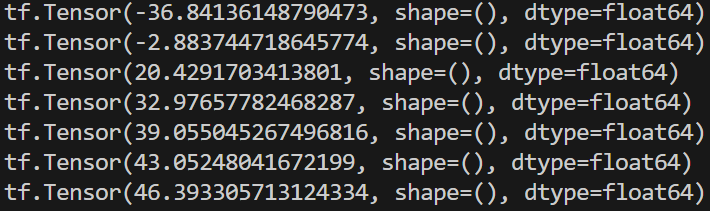 tf.Tensor(-36.84136148790473, shape=(), dtype=float64)
tf.Tensor(-2.883744718645774, shape=(), dtype=float64)
tf.Tensor(20.4291703413801, shape=(), dtype=float64)
tf.Tensor(32.97657782468287, shape=(), dtype=float64)
tf.Tensor(39.055045267496816, shape=(), dtype=float64)
tf.Tensor(43.05248041672199, shape=(), dtype=float64)
tf.Tensor(46.393305713124334, shape=(), dtype=float64)